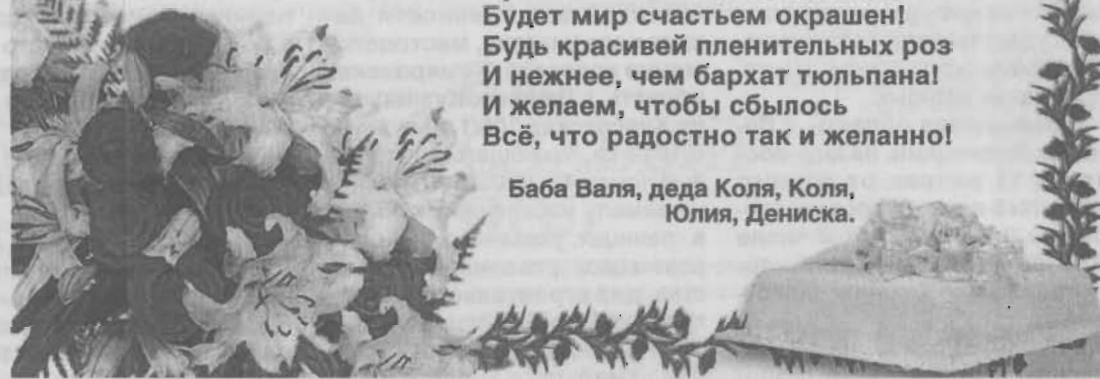 Будет мир счастьем окрашен!
Будь красивей пленительных роз
И нежнее, чем бархат тюльпана!
И желаем, чтобы сбылось
Всё, что радостно так и желанно!
Баба Валя, деда Коля, Коля,
Юлия, Дениска.